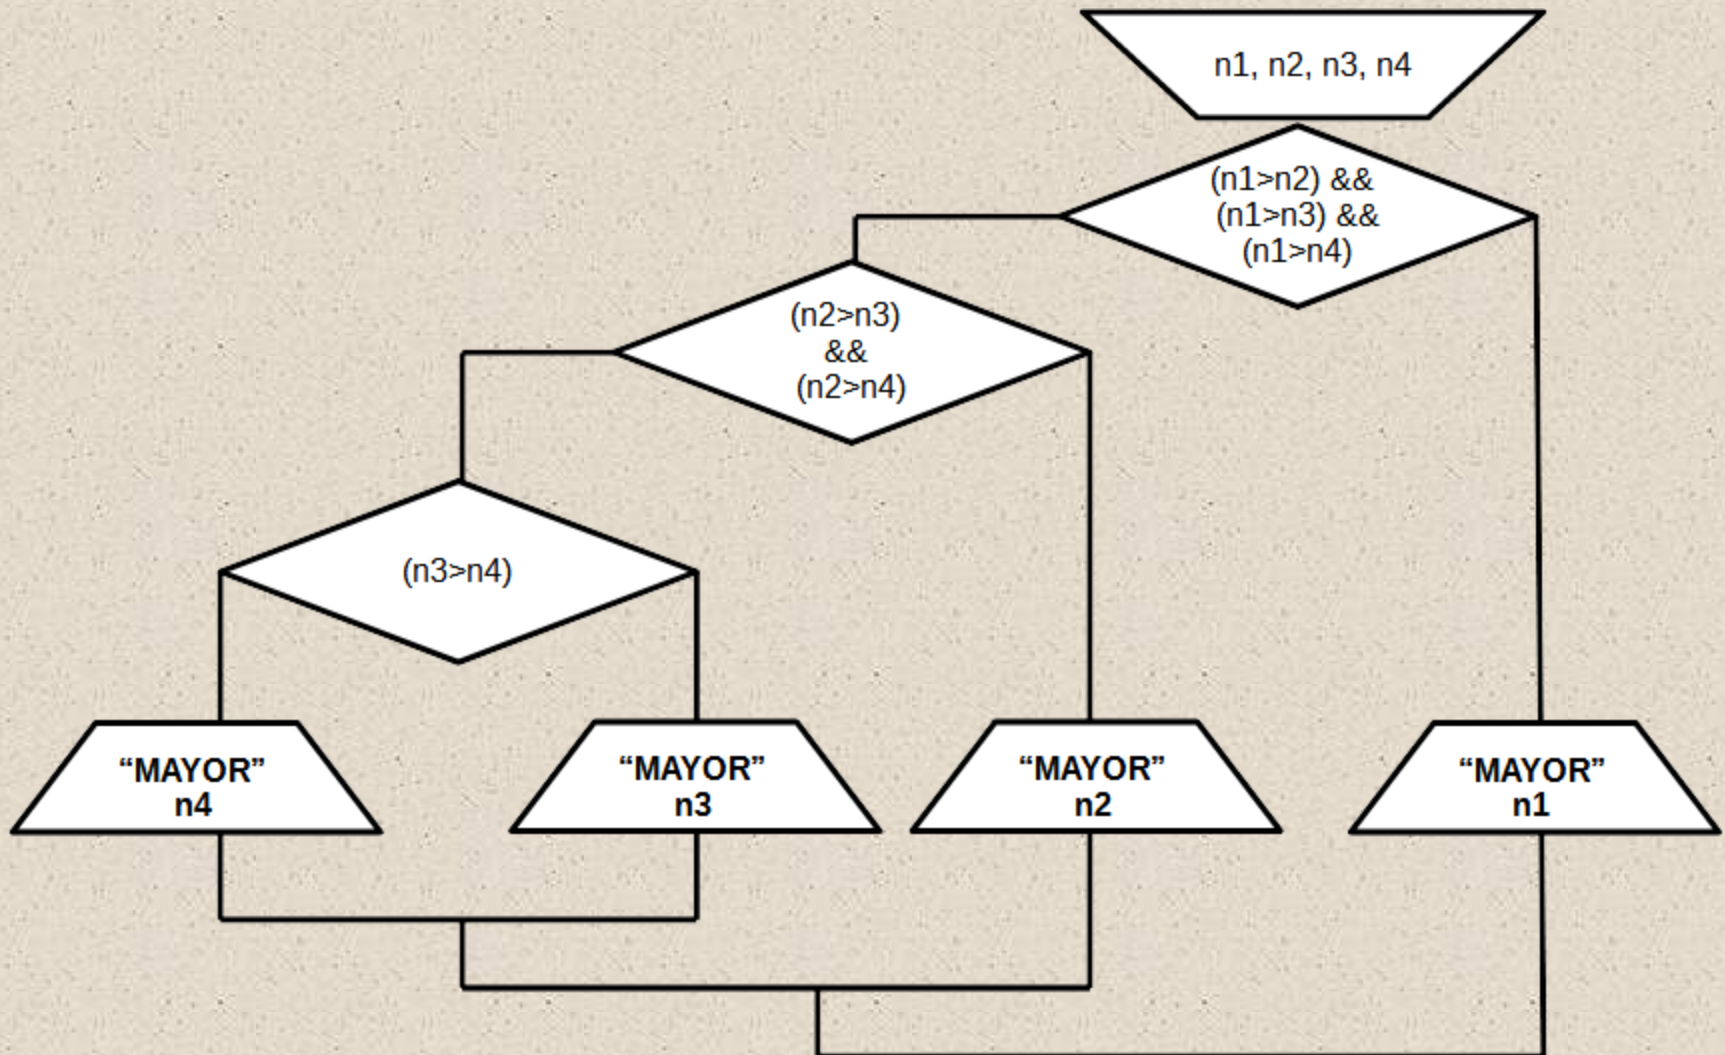 n1, n2, n3, n4
(n1>n2) &&
(n1>n3) &&
(n1>n4)
(n2>n3)
&&
(n2>n4)
(n3>n4)
“MAYOR”
n4
“MAYOR”
n3
“MAYOR”
n2
“MAYOR”
n1